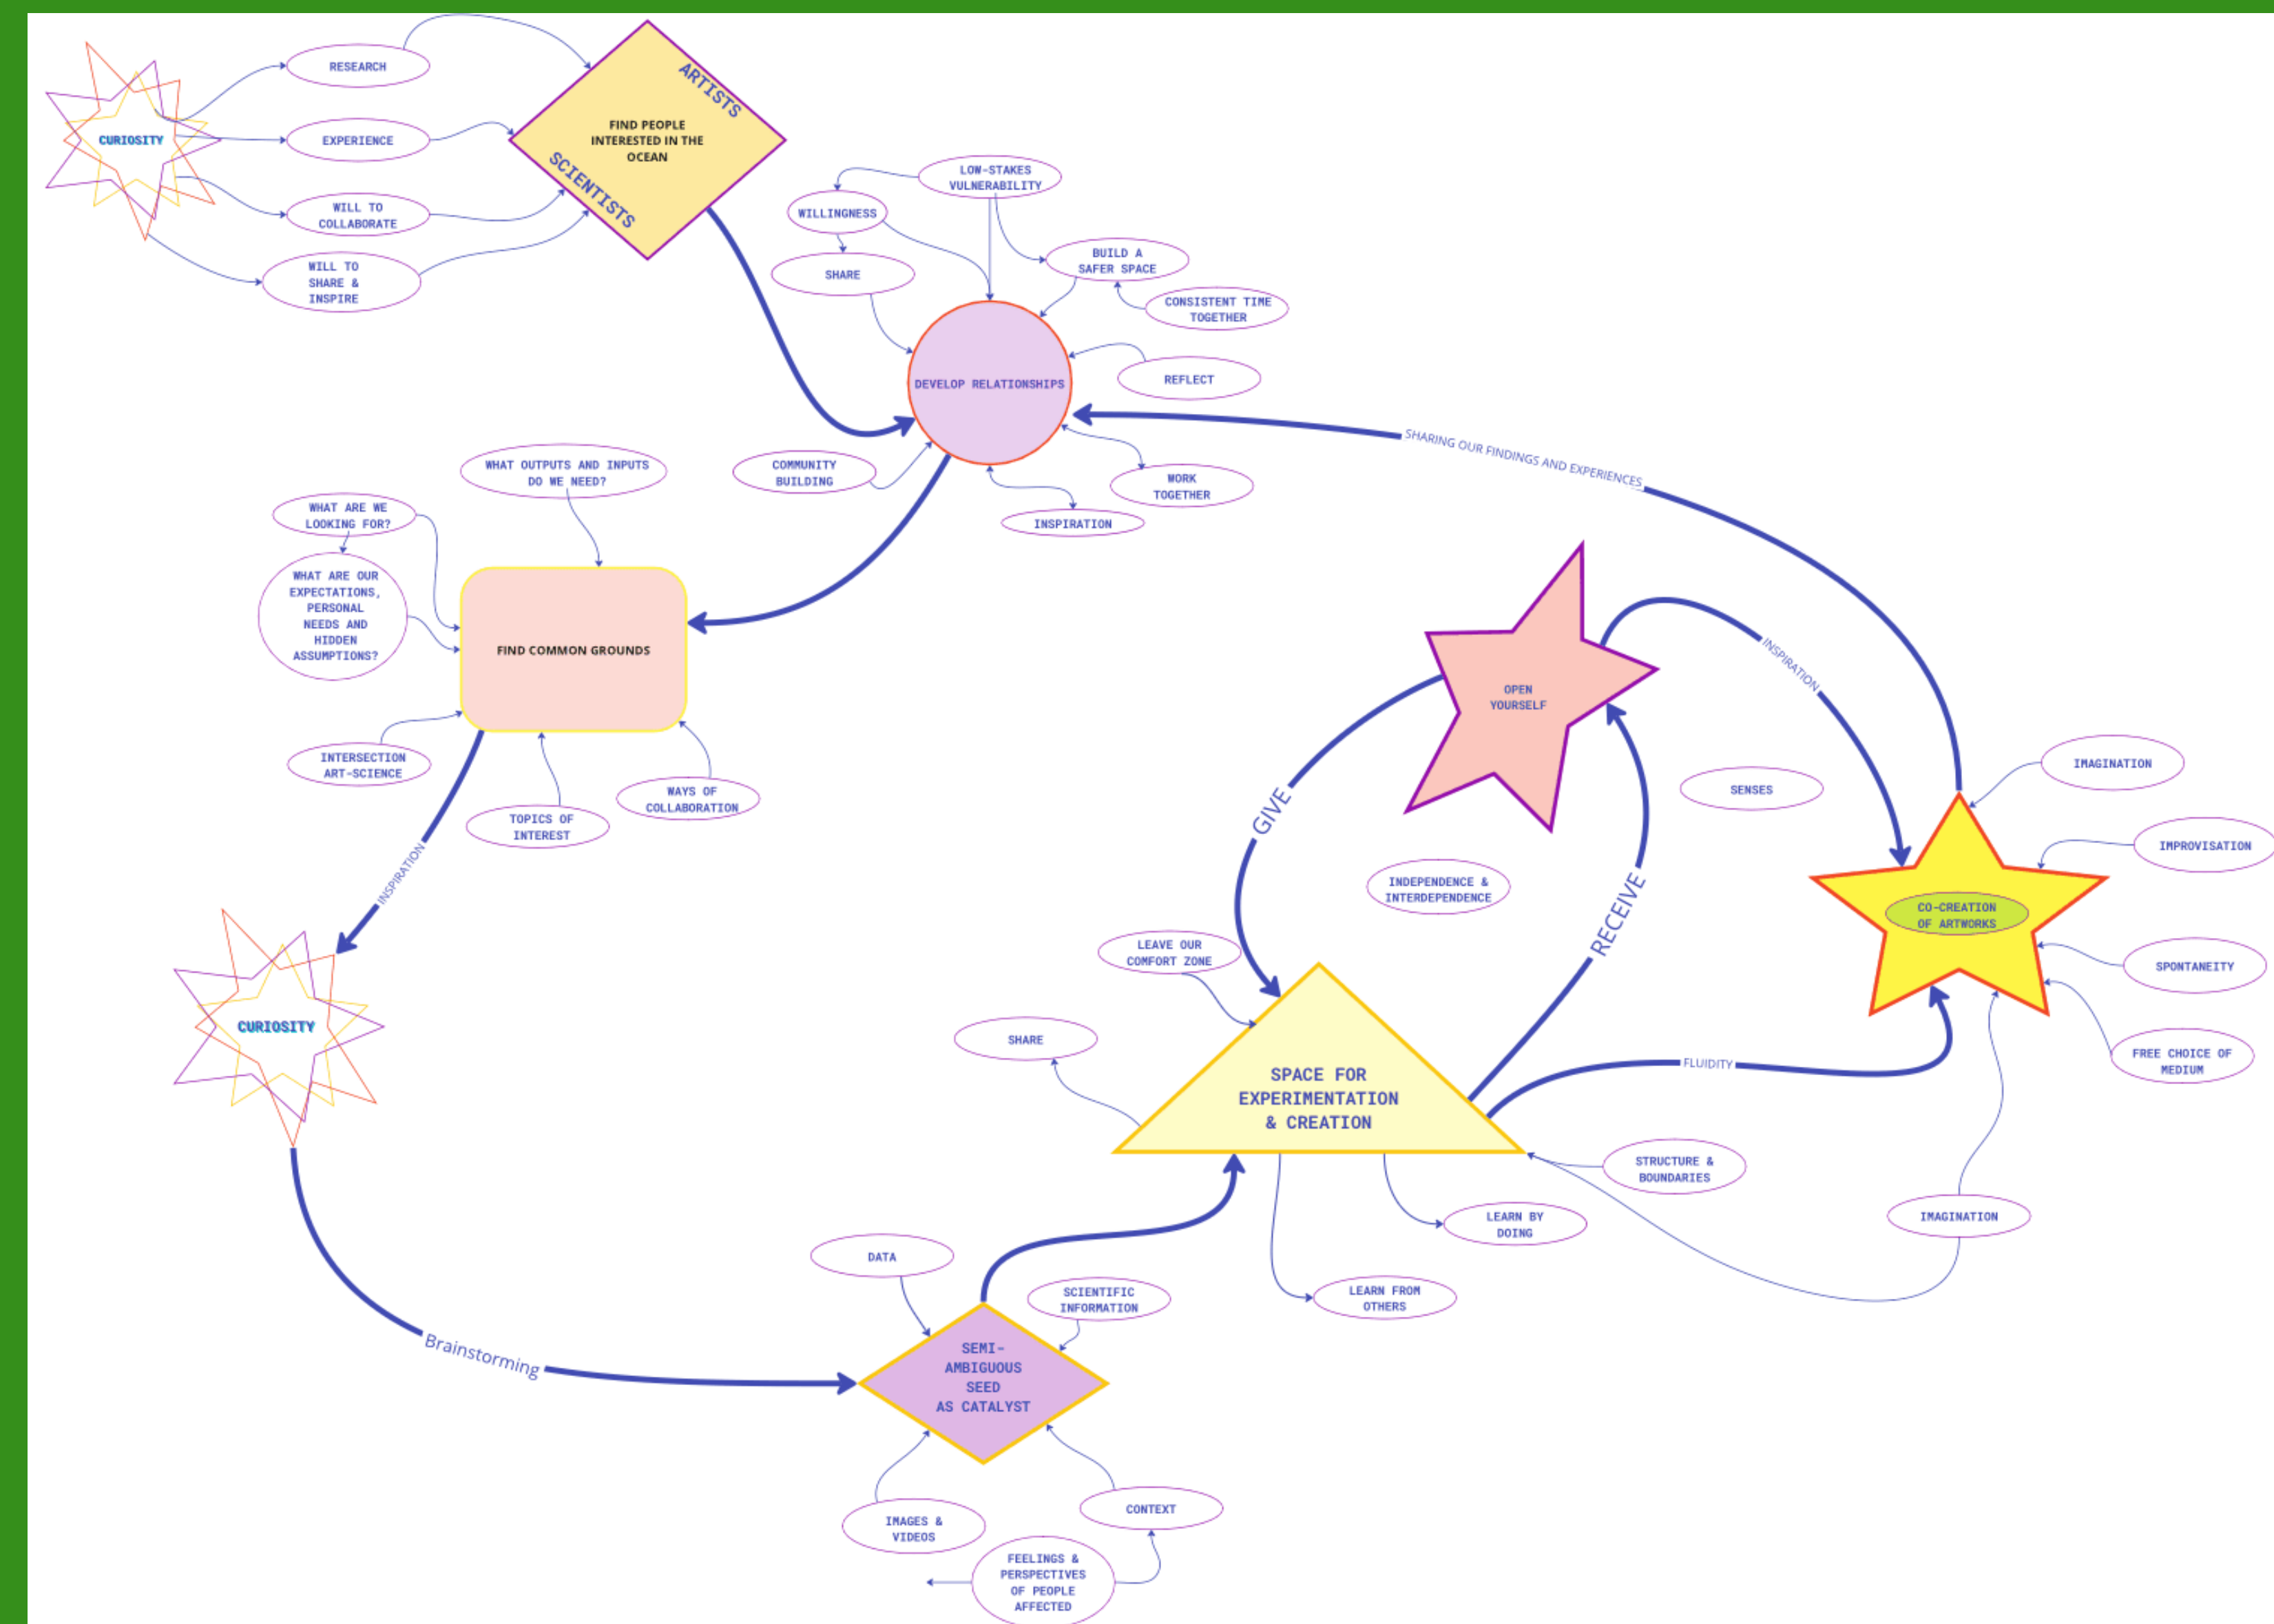 CURIOSITY
RESEARCH
EXPERIENCE
WILL TO
COLLABORATE
WILL TO
SHARE &
INSPIRE
ARTISTS
FIND PEOPLE
INTERESTED IN THE
OCEAN
SCIENTISTS
LOW-STAKES
VULNERABILITY
WILLINGNESS
SHARE
BUILD A
SAFER SPACE
CONSISTENT TIME
TOGETHER
REFLECT
DEVELOP RELATIONSHIPS
COMMUNITY
BUILDING
WORK
TOGETHER
INSPIRATION
SHARING OUR FINDINGS AND EXPERIENCES
WHAT OUTPUTS AND INPUTS
DO WE NEED?
WHAT ARE WE
LOOKING FOR?
WHAT ARE OUR
EXPECTATIONS,
PERSONAL
NEEDS AND
HIDDEN
ASSUMPTIONS?
FIND COMMON GROUNDS
INTERSECTION
ART-SCIENCE
TOPICS OF
INTEREST
WAYS OF
COLLABORATION
INSPIRATION
CURIOSITY
Brainstorming
OPEN
YOURSELF
INSPIRATION
GIVE
RECEIVE
SENSES
INDEPENDENCE &
INTERDEPENDENCE
IMAGINATION
IMPROVISATION
CO-CREATION
OF ARTWORKS
SPONTANEITY
FREE CHOICE OF
MEDIUM
LEAVE OUR
COMFORT ZONE
SHARE
SPACE FOR
EXPERIMENTATION
& CREATION
FLUIDITY
STRUCTURE &
BOUNDARIES
IMAGINATION
LEARN BY
DOING
LEARN FROM
OTHERS
DATA
SCIENTIFIC
INFORMATION
SEMI-
AMBIGUOUS
SEED
AS CATALYST
IMAGES &
VIDEOS
CONTEXT
FEELINGS &
PERSPECTIVES
OF PEOPLE
AFFECTED